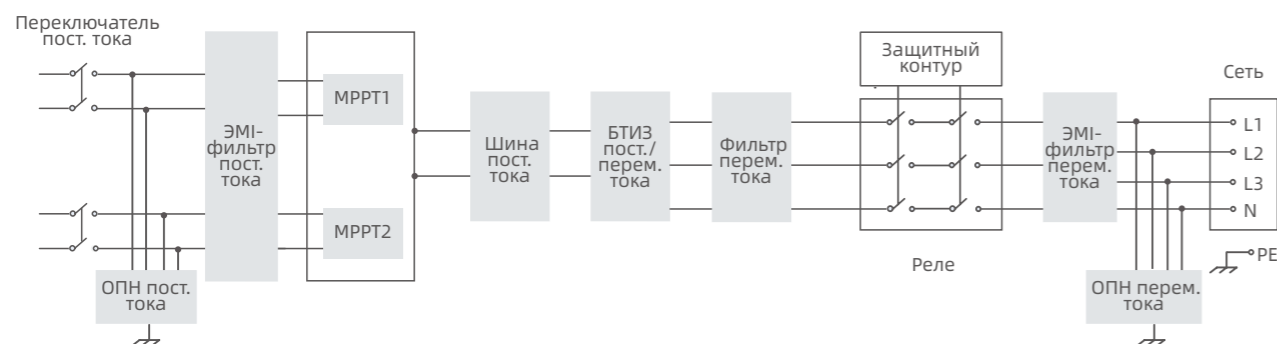 Переключатель
пост. тока
ЭМI-
фильтр
пост.
тока
MPPT1
MPPT2
ОПН пост.
тока
Шина
пост.
тока
БТИЗ
пост./
перем.
тока
Фильтр
перем.
тока
Защитный
контур
Реле
ЭМI-
фильтр
перем.
тока
ОПН перем.
тока
Сеть
L1
L2
L3
N
PE